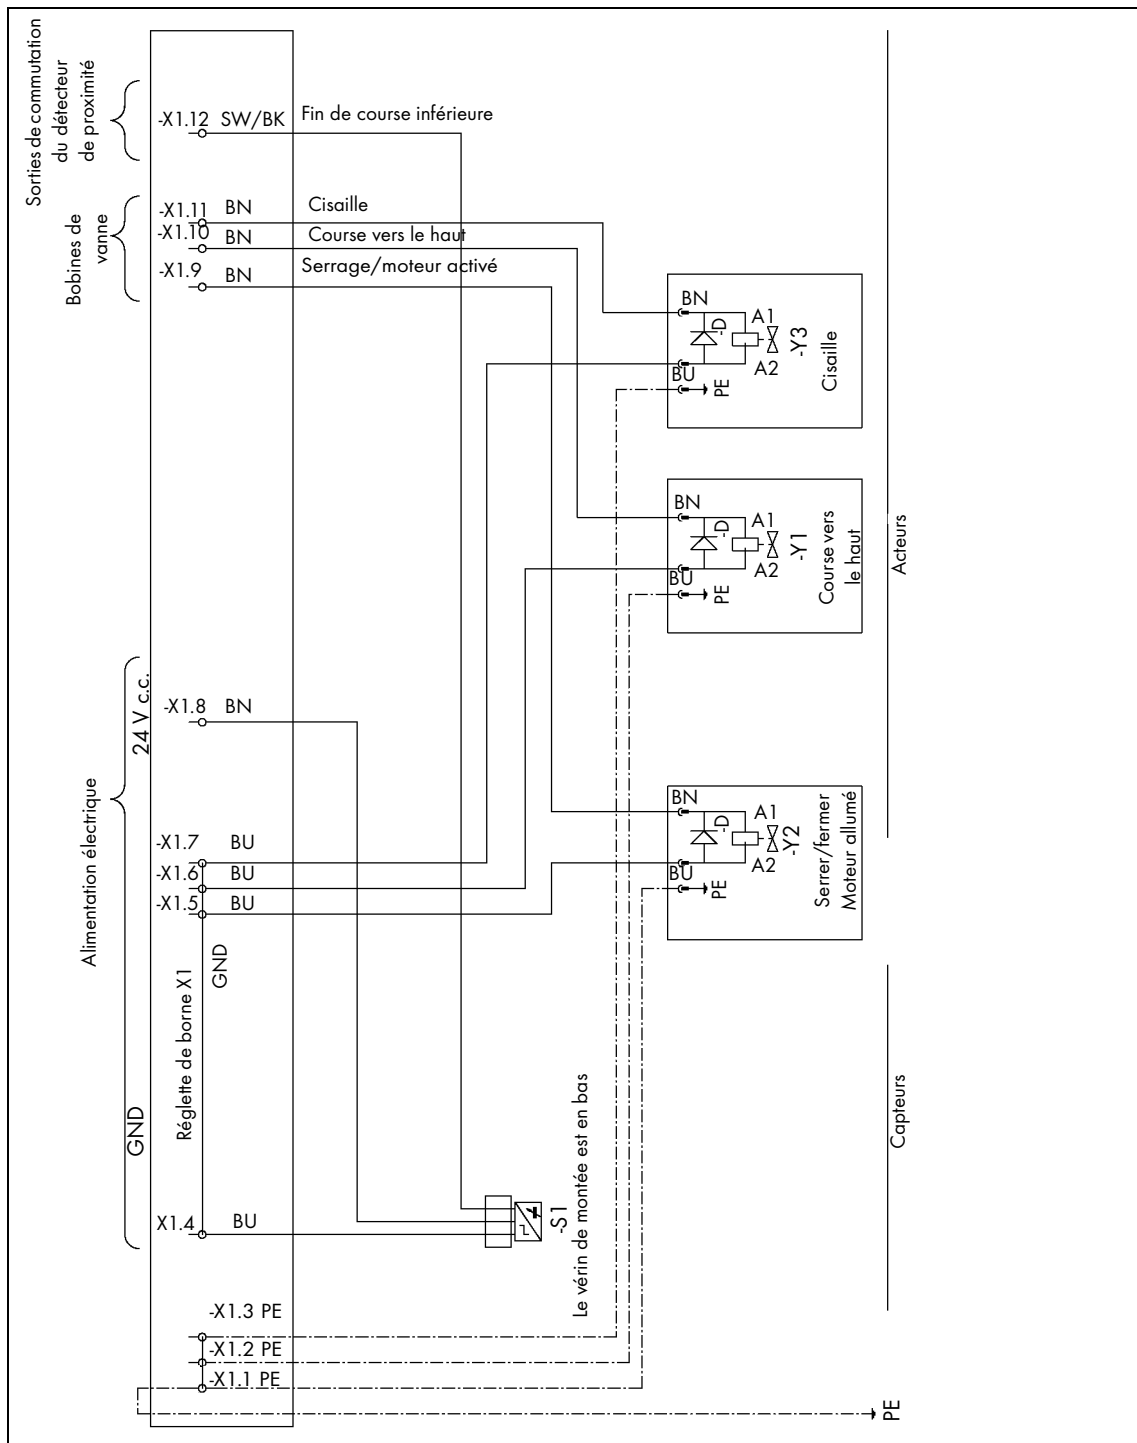 Sorties de commutation
du détecteur
de proximité
-X1.12 SW/BK Fin de course inférieure
Bobines de
vanne
-X1.11 BN Cisaille
-X1.10 BN Course vers le haut
-X1.9 BN Serrage/moteur activé
BN
-D
A1
A2
BU
PE
-Y3
Cisaille
BN
-D
A1
A2
BU
PE
-Y1
Course vers
le haut
Acteurs
Alimentation électrique
24 V c.c.
-X1.8 BN
-X1.7 BU
-X1.6 BU
-X1.5 BU
GND
Réglette de borne X1
GND
BN
-D
A1
A2
BU
PE
-Y2
Serrer/fermer
Moteur allumé
X1.4 BU
-S1
Le vérin de montée est en bas
Capteurs
-X1.3 PE
-X1.2 PE
-X1.1 PE
PE